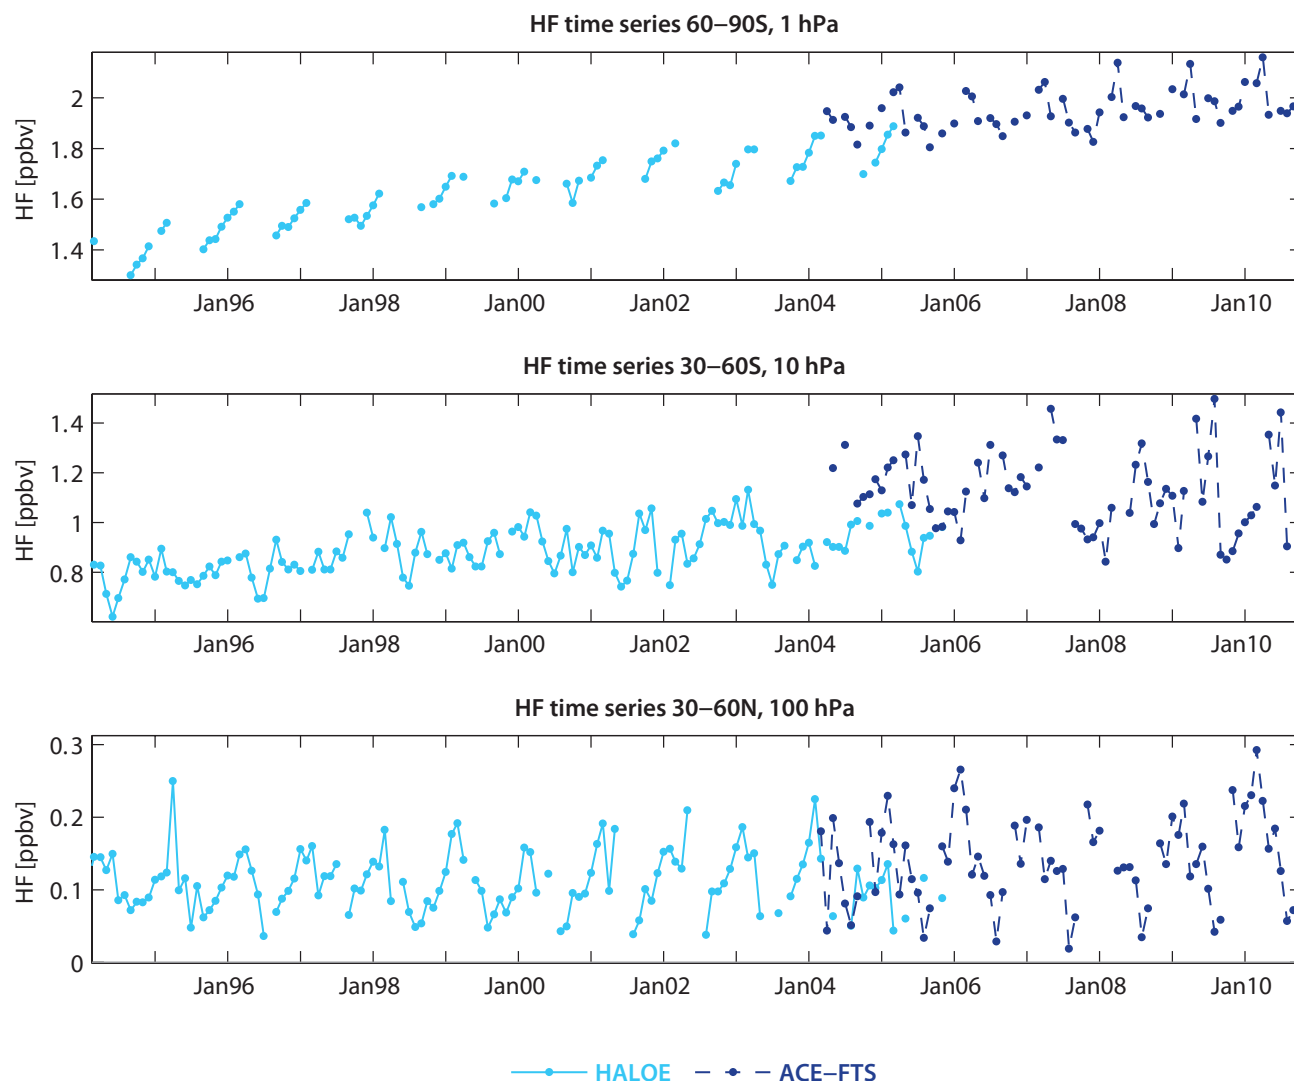 HF time series 60−90S, 1 hPa
HF [ppbv]
2
1.8
1.6
1.4
Jan96 Jan98 Jan00 Jan02 Jan04 Jan06 Jan08 Jan10
HF time series 30−60S, 10 hPa
HF [ppbv]
1.4
1.2
1
0.8
Jan96 Jan98 Jan00 Jan02 Jan04 Jan06 Jan08 Jan10
HF time series 30−60N, 100 hPa
HF [ppbv]
0.3
0.2
0.1
0
Jan96 Jan98 Jan00 Jan02 Jan04 Jan06 Jan08 Jan10
HALOE ACE−FTS